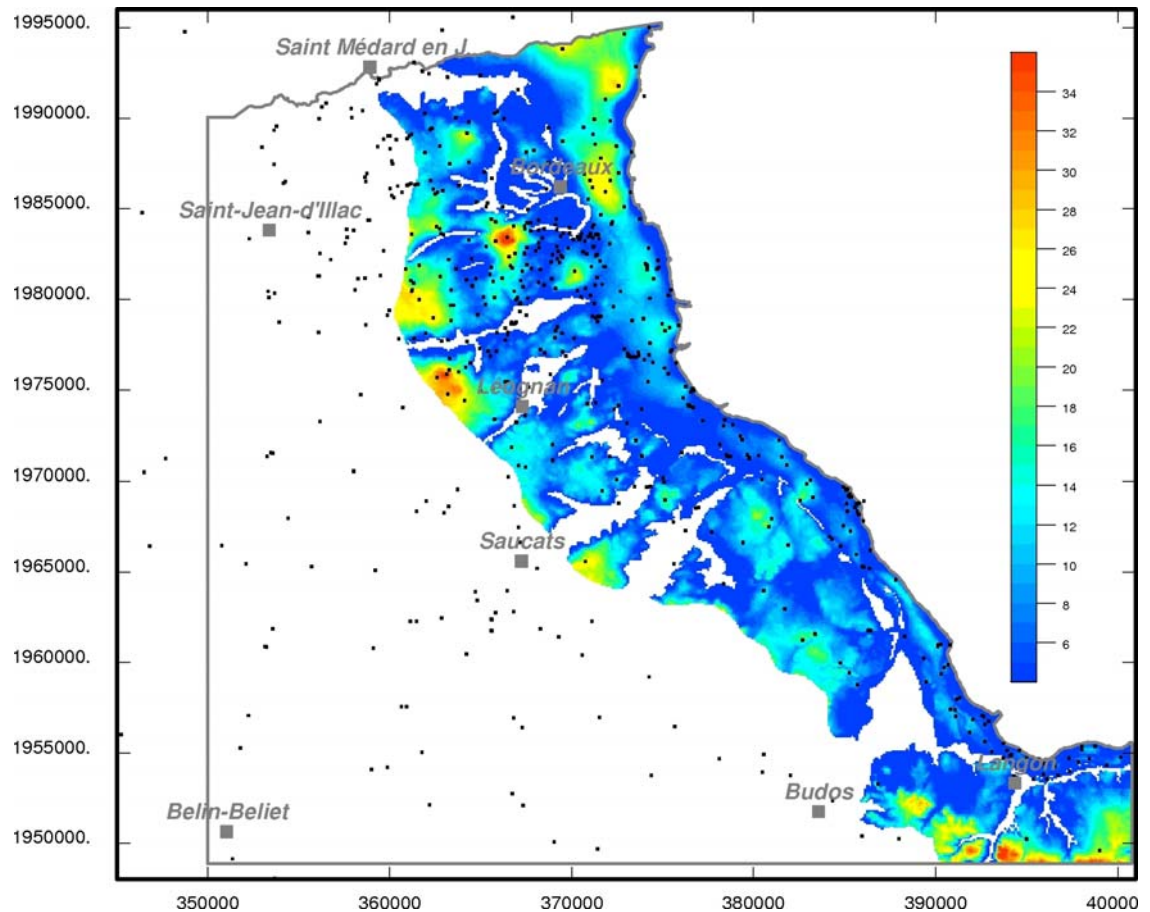 1995000.
Saint Médard en J.
34
1990000.
32
Bordeaux
30
1985000.
Saint-Jean-d'Illac
28
26
1980000.
24
22
1975000.
Léognan
20
18
1970000.
16
14
Saucats
12
1965000.
10
8
1960000.
6
1955000.
Langon
Budos
Belin-Beliet
1950000.
350000 360000 370000 380000 390000 400000